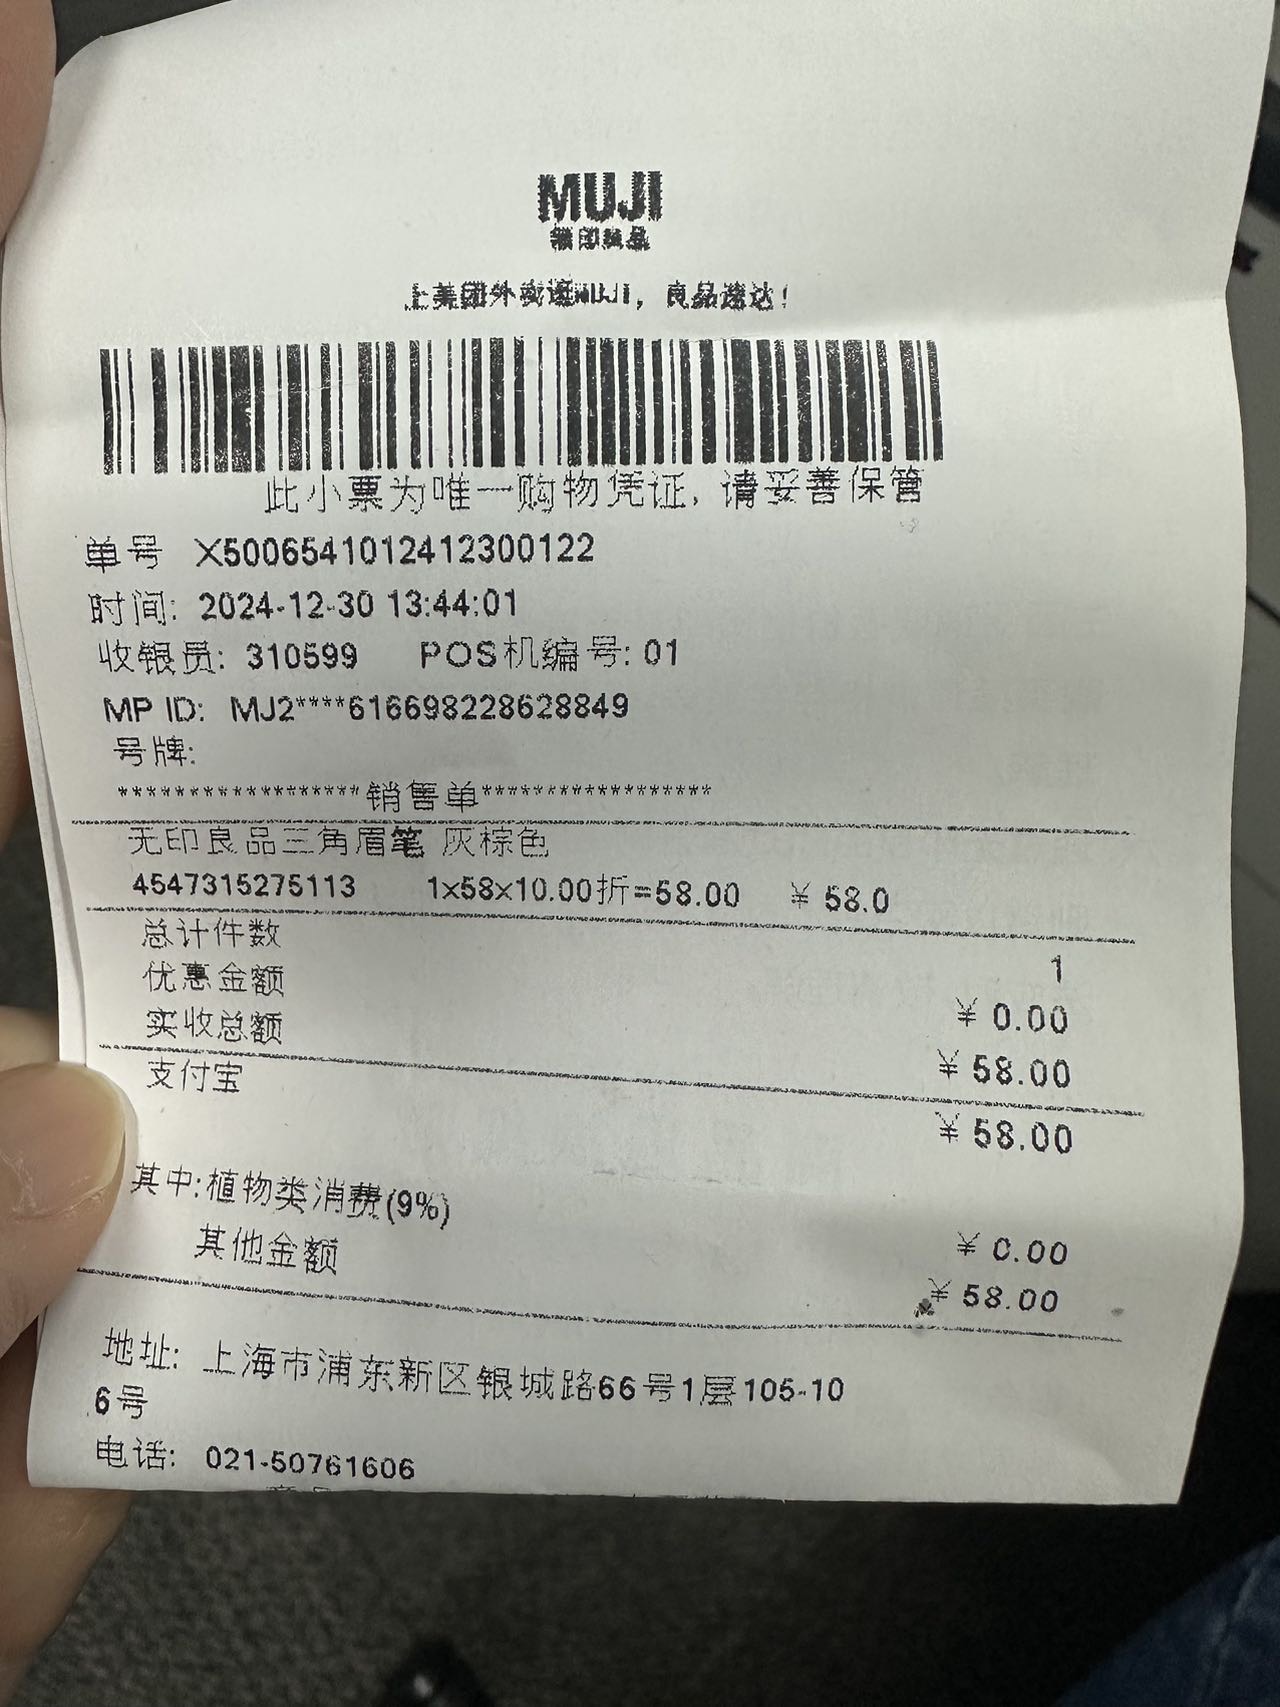 MUJI
無印良品
上美团外卖逛MUJI，良品速达！
此小票为唯一购物凭证, 请妥善保管
单号 X5006541012412300122
时间: 2024-12-30 13:44:01
收银员: 310599 POS机编号: 01
MP ID: MJ2****616698228628849
号牌:
*******************销售单******************
无印良品三角眉笔 灰棕色
4547315275113 1x58x10.00折=58.00 ¥ 58.0
总计件数 1
优惠金额 ¥ 0.00
实收总额 ¥ 58.00
支付宝 ¥ 58.00
其中:植物类消费(9%) ¥ 0.00
其他金额 ¥ 58.00
地址: 上海市浦东新区银城路66号1层105-10
6号
电话: 021-50761606